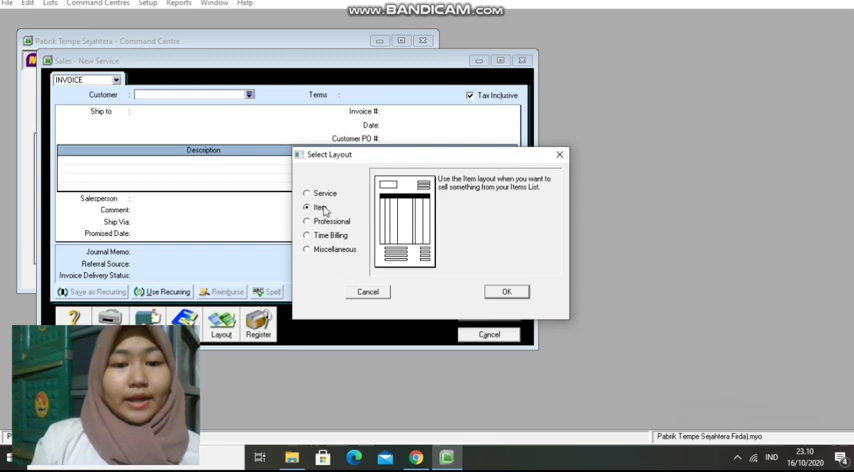 www.BANDICAM.com
File Edit Lists Command Centres Setup Reports Window Help
Pabrik Tempe Sejahtera - Command Centre
Sales - New Service
INVOICE
Customer :
Terms :
Tax Inclusive
Ship to :
Invoice #:
Date:
Customer PO #:
Description
Salesperson :
Comment:
Ship Via:
Promised Date:
Journal Memo:
Referral Source:
Invoice Delivery Status:
Save as Recurring
Use Recurring
Reimburse
Spell
Layout
Register
Cancel
Select Layout
Service
Item
Professional
Time Billing
Miscellaneous
Use the Item layout when you want to
sell something from your Items List.
Cancel
OK
Pabrik Tempe Sejahtera Firda).myo
IND
23.10
16/10/2020
4